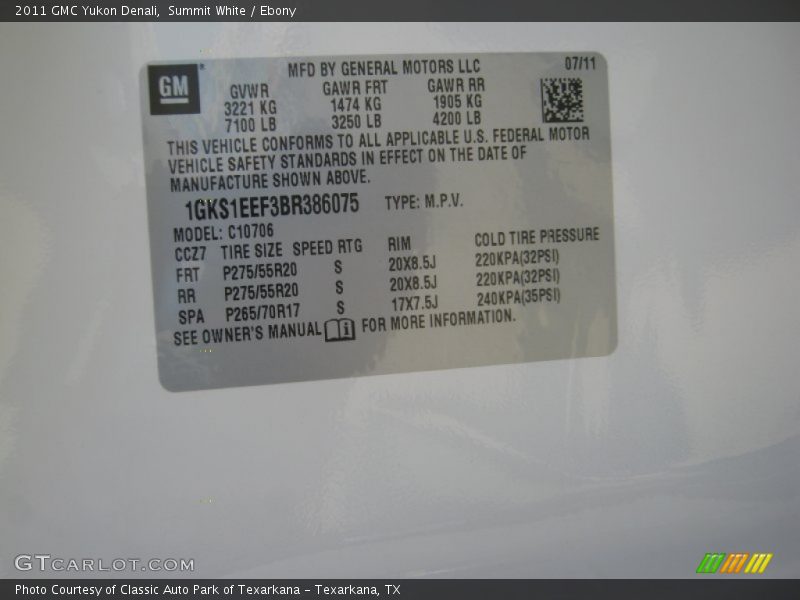 2011 GMC Yukon Denali, Summit White / Ebony
GM
MFD BY GENERAL MOTORS LLC 07/11
GVWR GAWR FRT GAWR RR
3221 KG 1474 KG 1905 KG
7100 LB 3250 LB 4200 LB
THIS VEHICLE CONFORMS TO ALL APPLICABLE U.S. FEDERAL MOTOR
VEHICLE SAFETY STANDARDS IN EFFECT ON THE DATE OF
MANUFACTURE SHOWN ABOVE.
1GKS1EEF3BR386075 TYPE: M.P.V.
MODEL: C10706
CCZ7 TIRE SIZE SPEED RTG RIM COLD TIRE PRESSURE
FRT P275/55R20 S 20X8.5J 220KPA(32PSI)
RR P275/55R20 S 20X8.5J 220KPA(32PSI)
SPA P265/70R17 S 17X7.5J 240KPA(35PSI)
SEE OWNER'S MANUAL i FOR MORE INFORMATION.
GTCARLOT.COM
Photo Courtesy of Classic Auto Park of Texarkana - Texarkana, TX